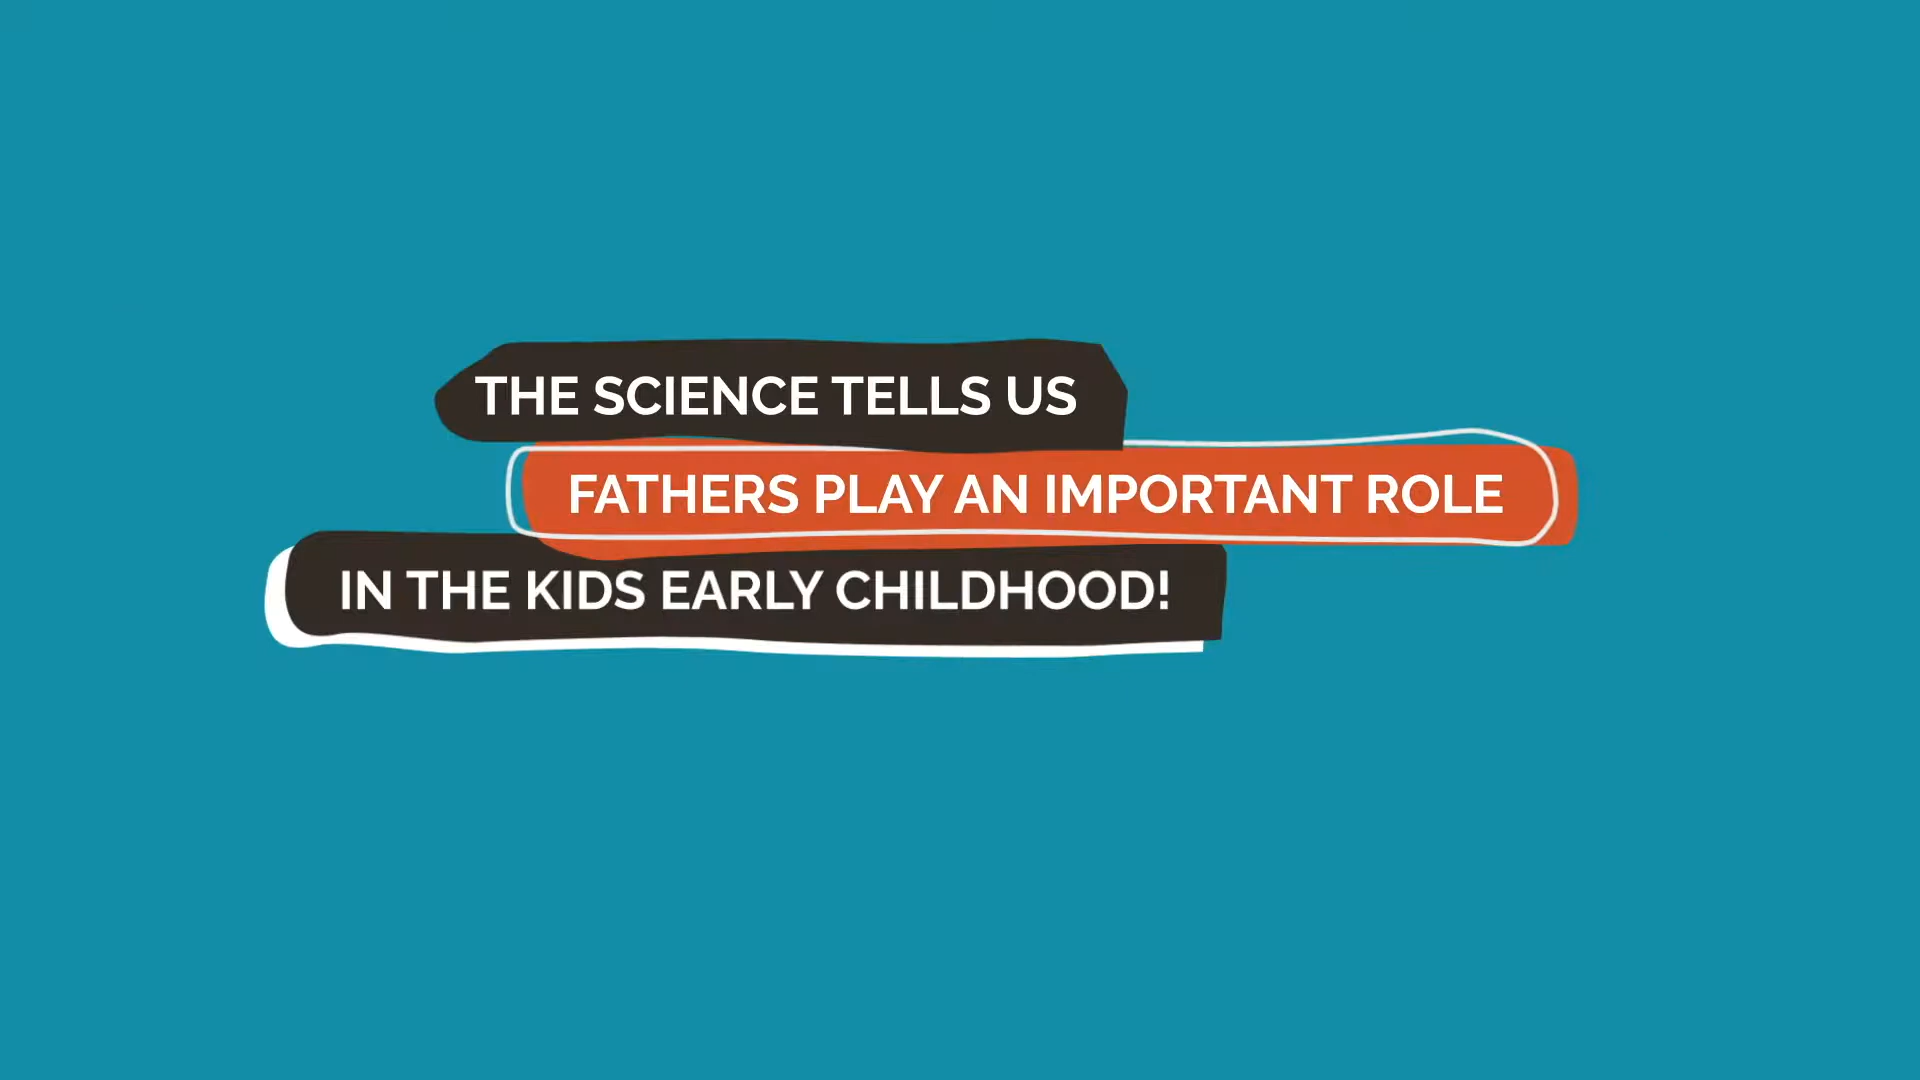 THE SCIENCE TELLS US
FATHERS PLAY AN IMPORTANT ROLE
IN THE KIDS EARLY CHILDHOOD!